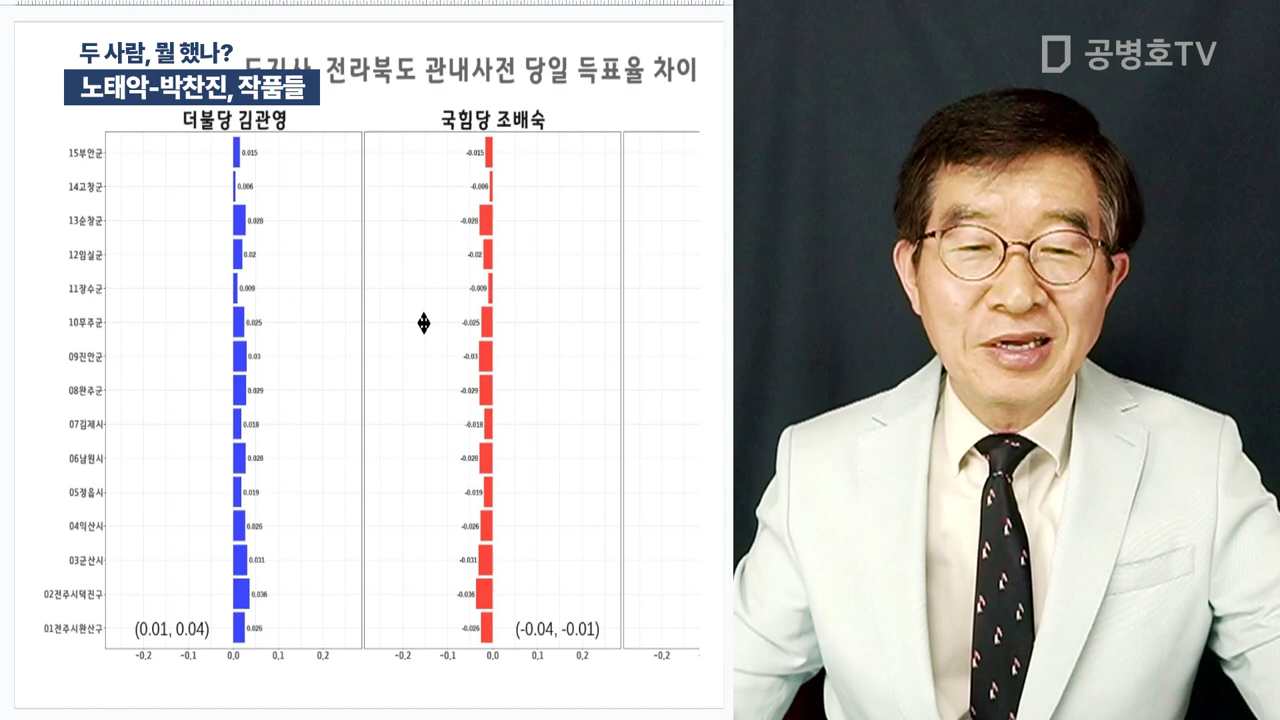 두 사람, 뭘 했나?
노태악-박찬진, 작품들
전라북도 관내사전 당일 득표율 차이
공병호TV
더불당 김관영
국힘당 조배숙
15부안군 0.015 -0.015
14고창군 0.006 -0.006
13순창군 0.028 -0.028
12임실군 0.02 -0.02
11장수군 0.009 -0.009
10무주군 0.025 -0.025
09진안군 0.03 -0.03
08완주군 0.029 -0.029
07김제시 0.018 -0.018
06남원시 0.028 -0.028
05정읍시 0.019 -0.019
04익산시 0.026 -0.026
03군산시 0.031 -0.031
02전주시덕진구 0.036 -0.036
01전주시완산구 (0.01, 0.04) 0.026 -0.026 (-0.04, -0.01)
-0,2 -0,1 0,0 0,1 0,2 -0,2 -0,1 0,0 0,1 0,2 -0,2